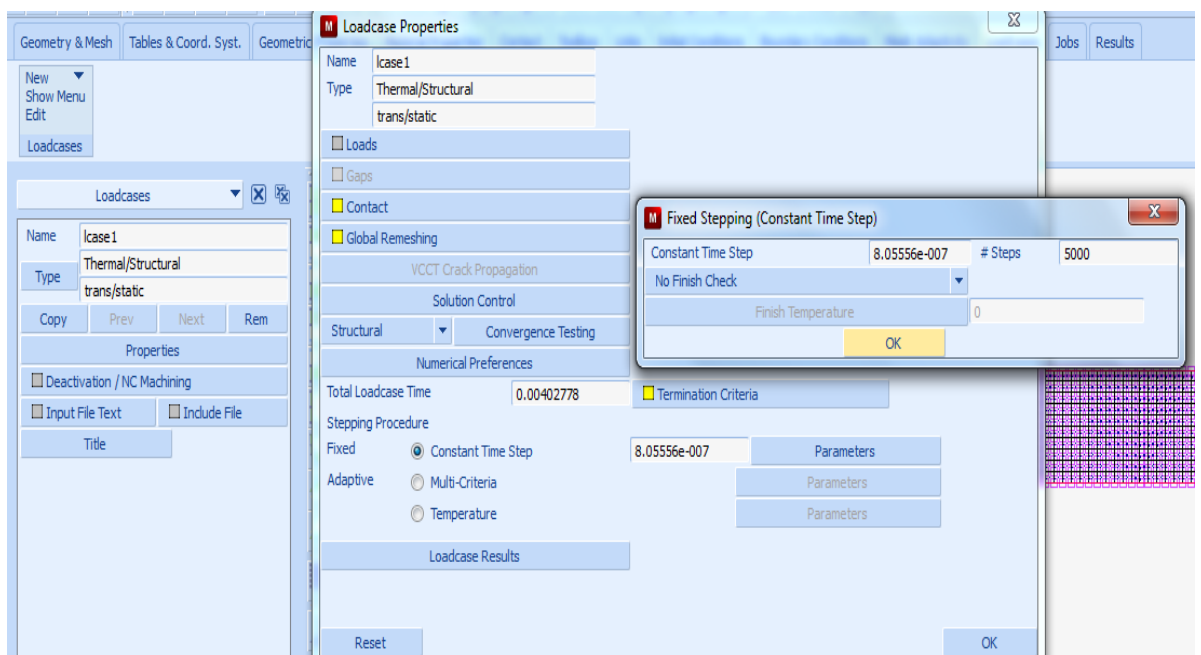 Geometry & Mesh
Tables & Coord. Syst.
Geometric
Jobs
Results
New
Show Menu
Edit
Loadcases
Loadcases
Name lcase1
Type Thermal/Structural
trans/static
Copy Prev Next Rem
Properties
Deactivation / NC Machining
Input File Text Include File
Title
M Loadcase Properties
Name lcase1
Type Thermal/Structural
trans/static
Loads
Gaps
Contact
Global Remeshing
VCCT Crack Propagation
Solution Control
Structural Convergence Testing
Numerical Preferences
Total Loadcase Time 0.00402778 Termination Criteria
Stepping Procedure
Fixed Constant Time Step 8.05556e-007 Parameters
Adaptive Multi-Criteria Parameters
Temperature Parameters
Loadcase Results
Reset OK
M Fixed Stepping (Constant Time Step) X
Constant Time Step 8.05556e-007 # Steps 5000
No Finish Check
Finish Temperature 0
OK